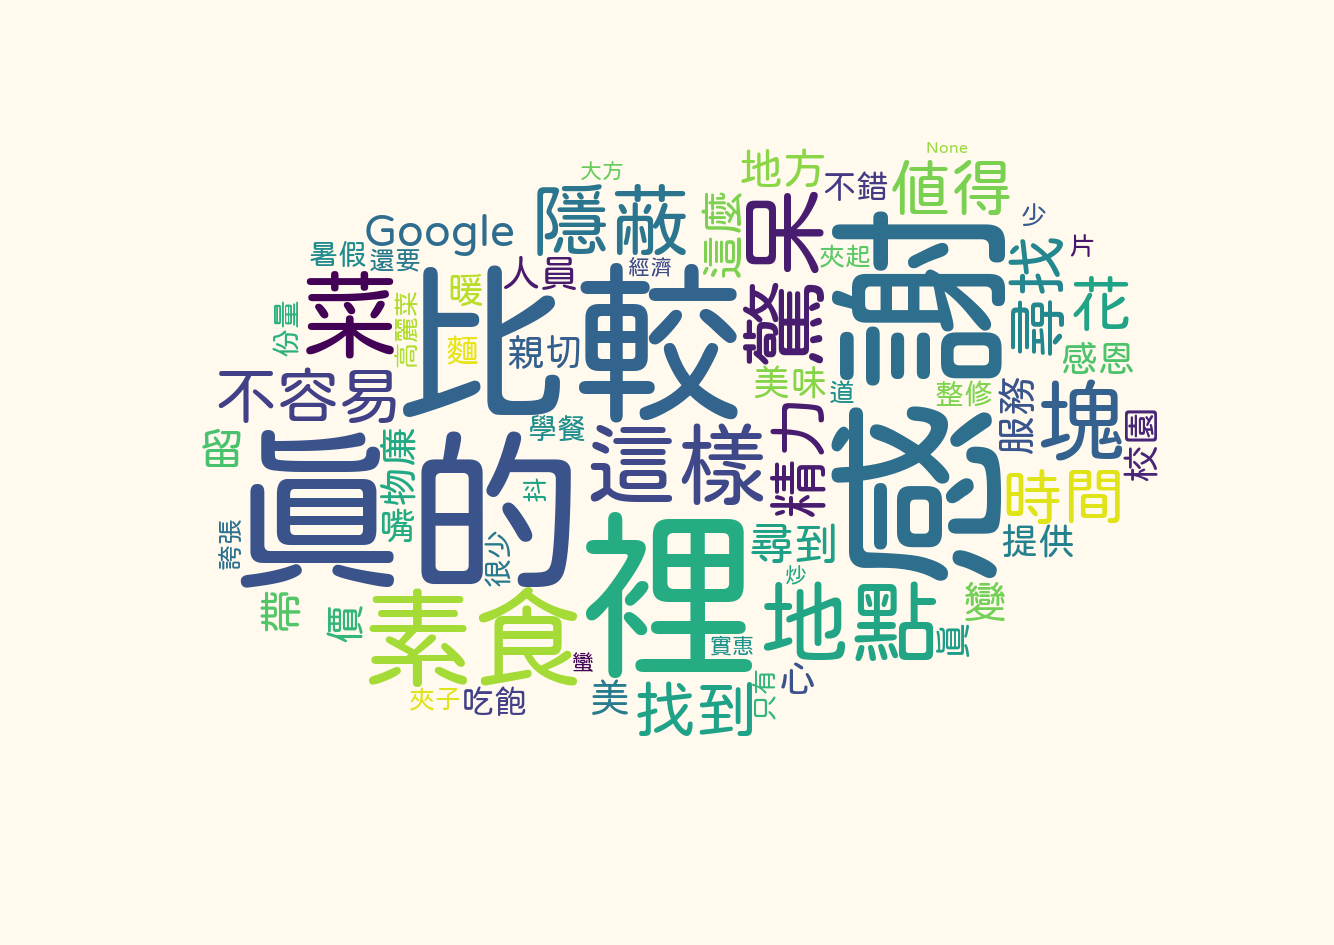 None
大方
地方
不錯
值得
隱蔽
Google
這麼
驚呆
感謝
少
片
暑假
還要
人員
經濟
夾起
尋找
花
菜
暖
比較
份量
高麗菜
麵
親切
美味
道
整修
感恩
不容易
服務
塊
校園
學餐
這樣
精力
留
真的
物廉
嘴
抖
時間
誇張
很少
裡
尋到
提供
炒
帶
價
素食
地點
變
真
實惠
蠻
夾子
吃飽
美
找到
只有
心